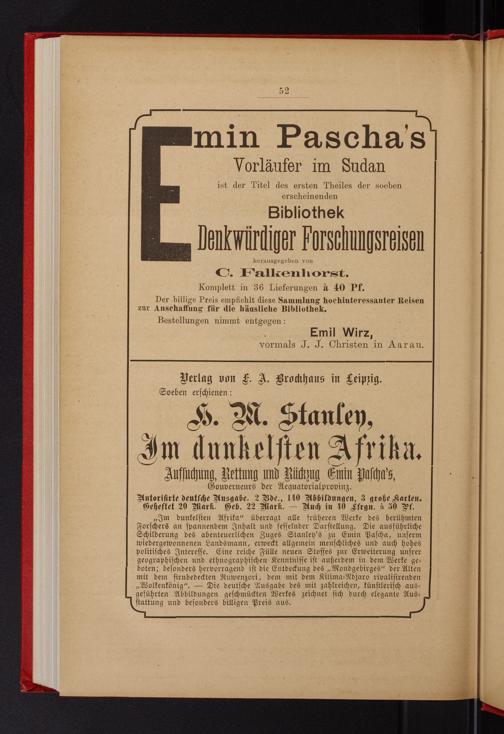 52
Emin Pascha's
Vorläufer im Sudan
ist der Titel des ersten Theiles der soeben
erscheinenden
Bibliothek
Denkwürdiger Forschungsreisen
herausgegeben von
C. Falkenhorst.
Komplett in 36 Lieferungen à 40 Pf.
Der billige Preis empfiehlt diese Sammlung hochinteressanter Reisen
zur Anschaffung für die häusliche Bibliothek.
Bestellungen nimmt entgegen:
Emil Wirz,
vormals J. J. Christen in Aarau.
Verlag von F. A. Brockhaus in Leipzig.
Soeben erschienen:
H. M. Stanley,
Im dunkelsten Afrika.
Aufsuchung, Rettung und Rückzug Emin Pascha's,
Gouverneurs der Aequatorialprovinz.
Autorisirte deutsche Ausgabe. 2 Bde., 140 Abbildungen, 3 große Karten.
Geheftet 20 Mark. Geb. 22 Mark. — Auch in 40 Lfrgn. à 50 Pf.
„Im dunkelsten Afrika“ überragt alle früheren Werke des berühmten
Forschers an spannendem Inhalt und fesselnder Darstellung. Die ausführliche
Schilderung des abenteuerlichen Zuges Stanley's zu Emin Pascha, unserm
wiedergewonnenen Landsmann, erweckt allgemein menschliches und auch hohes
politisches Interesse. Eine reiche Fülle neuen Stoffes zur Erweiterung unsrer
geographischen und ethnographischen Kenntnisse ist außerdem in dem Werke ge-
boten; besonders hervorragend ist die Entdeckung des „Mondgebirges“ der Alten
mit dem firnbedeckten Ruwenzori, dem mit dem Kilima-Ndjaro rivalisirenden
„Wolkenkönig“. — Die deutsche Ausgabe des mit zahlreichen, künstlerisch aus-
geführten Abbildungen geschmückten Werkes zeichnet sich durch elegante Aus-
stattung und besonders billigen Preis aus.